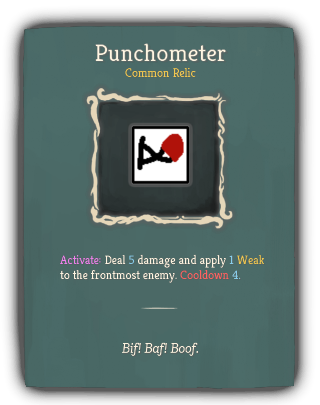 Punchometer
Common Relic
Activate: Deal 5 damage and apply 1 Weak
to the frontmost enemy. Cooldown 4.
Bif! Baf! Boof.